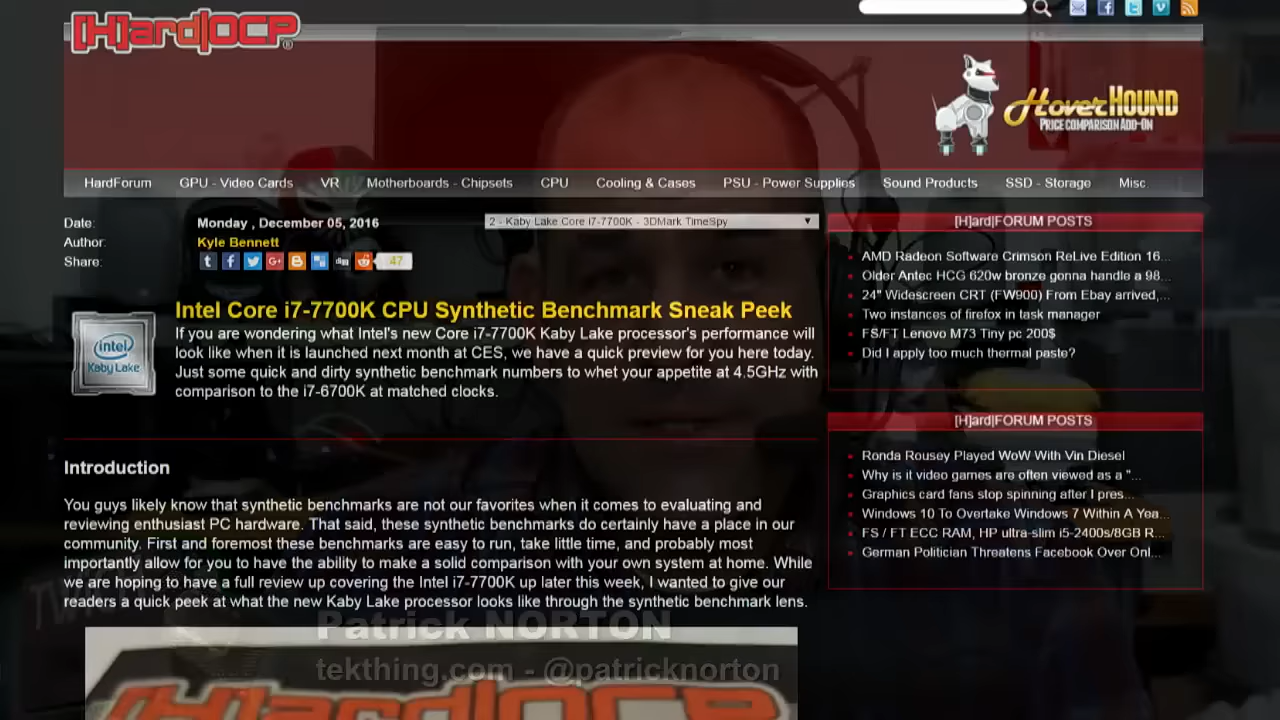 [H]ard|OCP®
HoverHOUND
PRICE COMPARISON ADD-ON
HardForum GPU - Video Cards VR Motherboards - Chipsets CPU Cooling & Cases PSU - Power Supplies Sound Products SSD - Storage Misc
Date: Monday , December 05, 2016
2 - Kaby Lake Core i7-7700K - 3DMark TimeSpy
Author: Kyle Bennett
Share: 47
Intel Core i7-7700K CPU Synthetic Benchmark Sneak Peek
If you are wondering what Intel's new Core i7-7700K Kaby Lake processor's performance will
look like when it is launched next month at CES, we have a quick preview for you here today.
Just some quick and dirty synthetic benchmark numbers to whet your appetite at 4.5GHz with
comparison to the i7-6700K at matched clocks.
intel
Kaby Lake
Introduction
You guys likely know that synthetic benchmarks are not our favorites when it comes to evaluating and
reviewing enthusiast PC hardware. That said, these synthetic benchmarks do certainly have a place in our
community. First and foremost these benchmarks are easy to run, take little time, and probably most
importantly allow for you to have the ability to make a solid comparison with your own system at home. While
we are hoping to have a full review up covering the Intel i7-7700K up later this week, I wanted to give our
readers a quick peek at what the new Kaby Lake processor looks like through the synthetic benchmark lens.
[H]ard|FORUM POSTS
AMD Radeon Software Crimson ReLive Edition 16...
Older Antec HCG 620w bronze gonna handle a 98...
24" Widescreen CRT (FW900) From Ebay arrived,...
Two instances of firefox in task manager
FS/FT Lenovo M73 Tiny pc 200$
Did I apply too much thermal paste?
[H]ard|FORUM POSTS
Ronda Rousey Played WoW With Vin Diesel
Why is it video games are often viewed as a "...
Graphics card fans stop spinning after I pres...
Windows 10 To Overtake Windows 7 Within A Yea...
FS / FT ECC RAM, HP ultra-slim i5-2400s/8GB R...
German Politician Threatens Facebook Over Onl...
Patrick NORTON
tekthing.com - @patricknorton
[H]ard|OCP